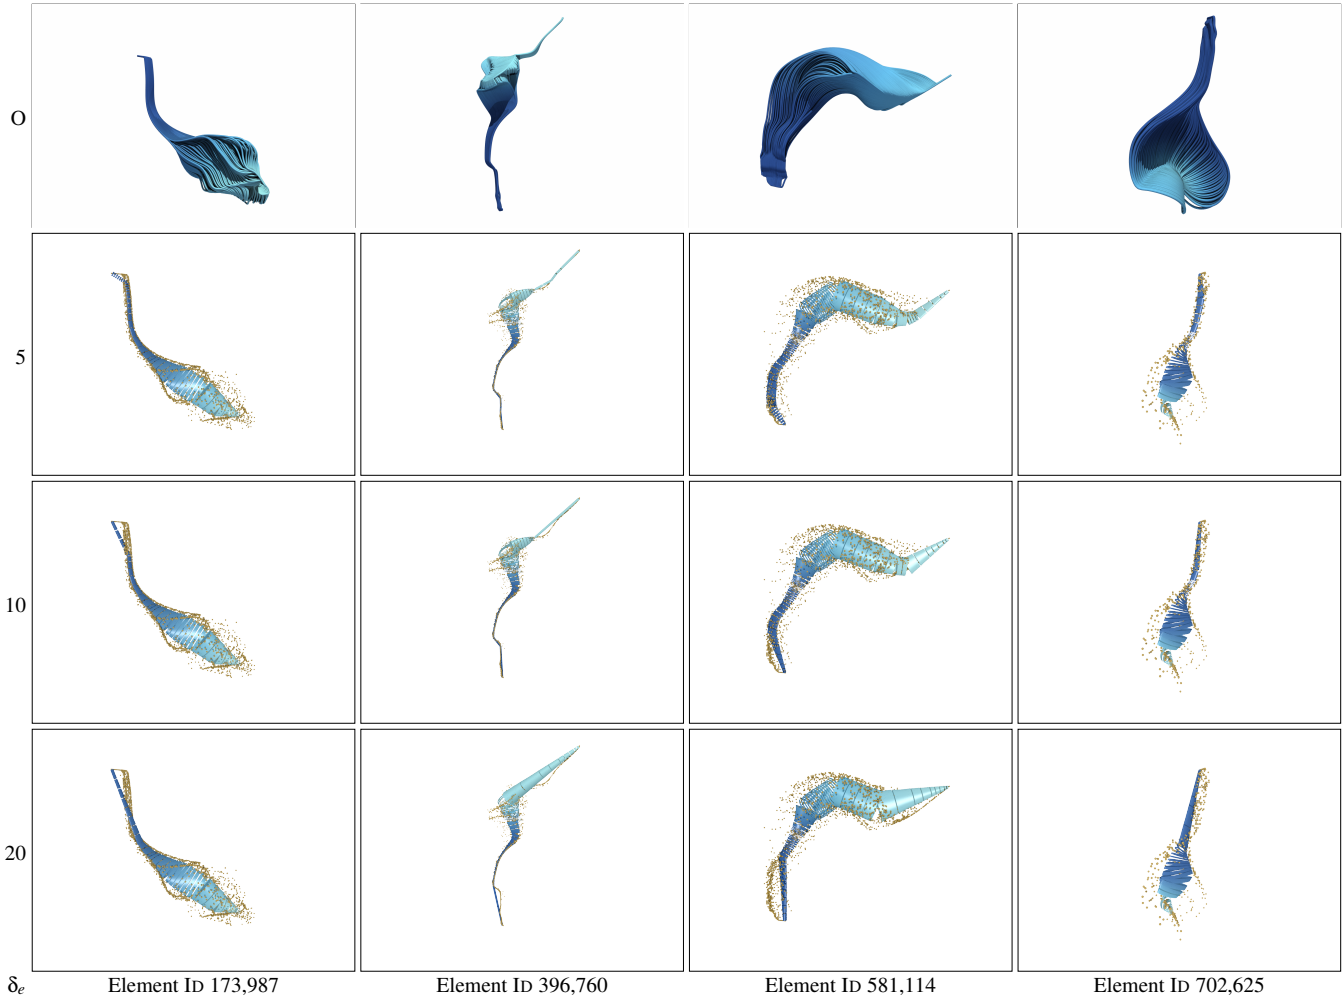 O
5
10
20
δe Element ID 173,987 Element ID 396,760 Element ID 581,114 Element ID 702,625